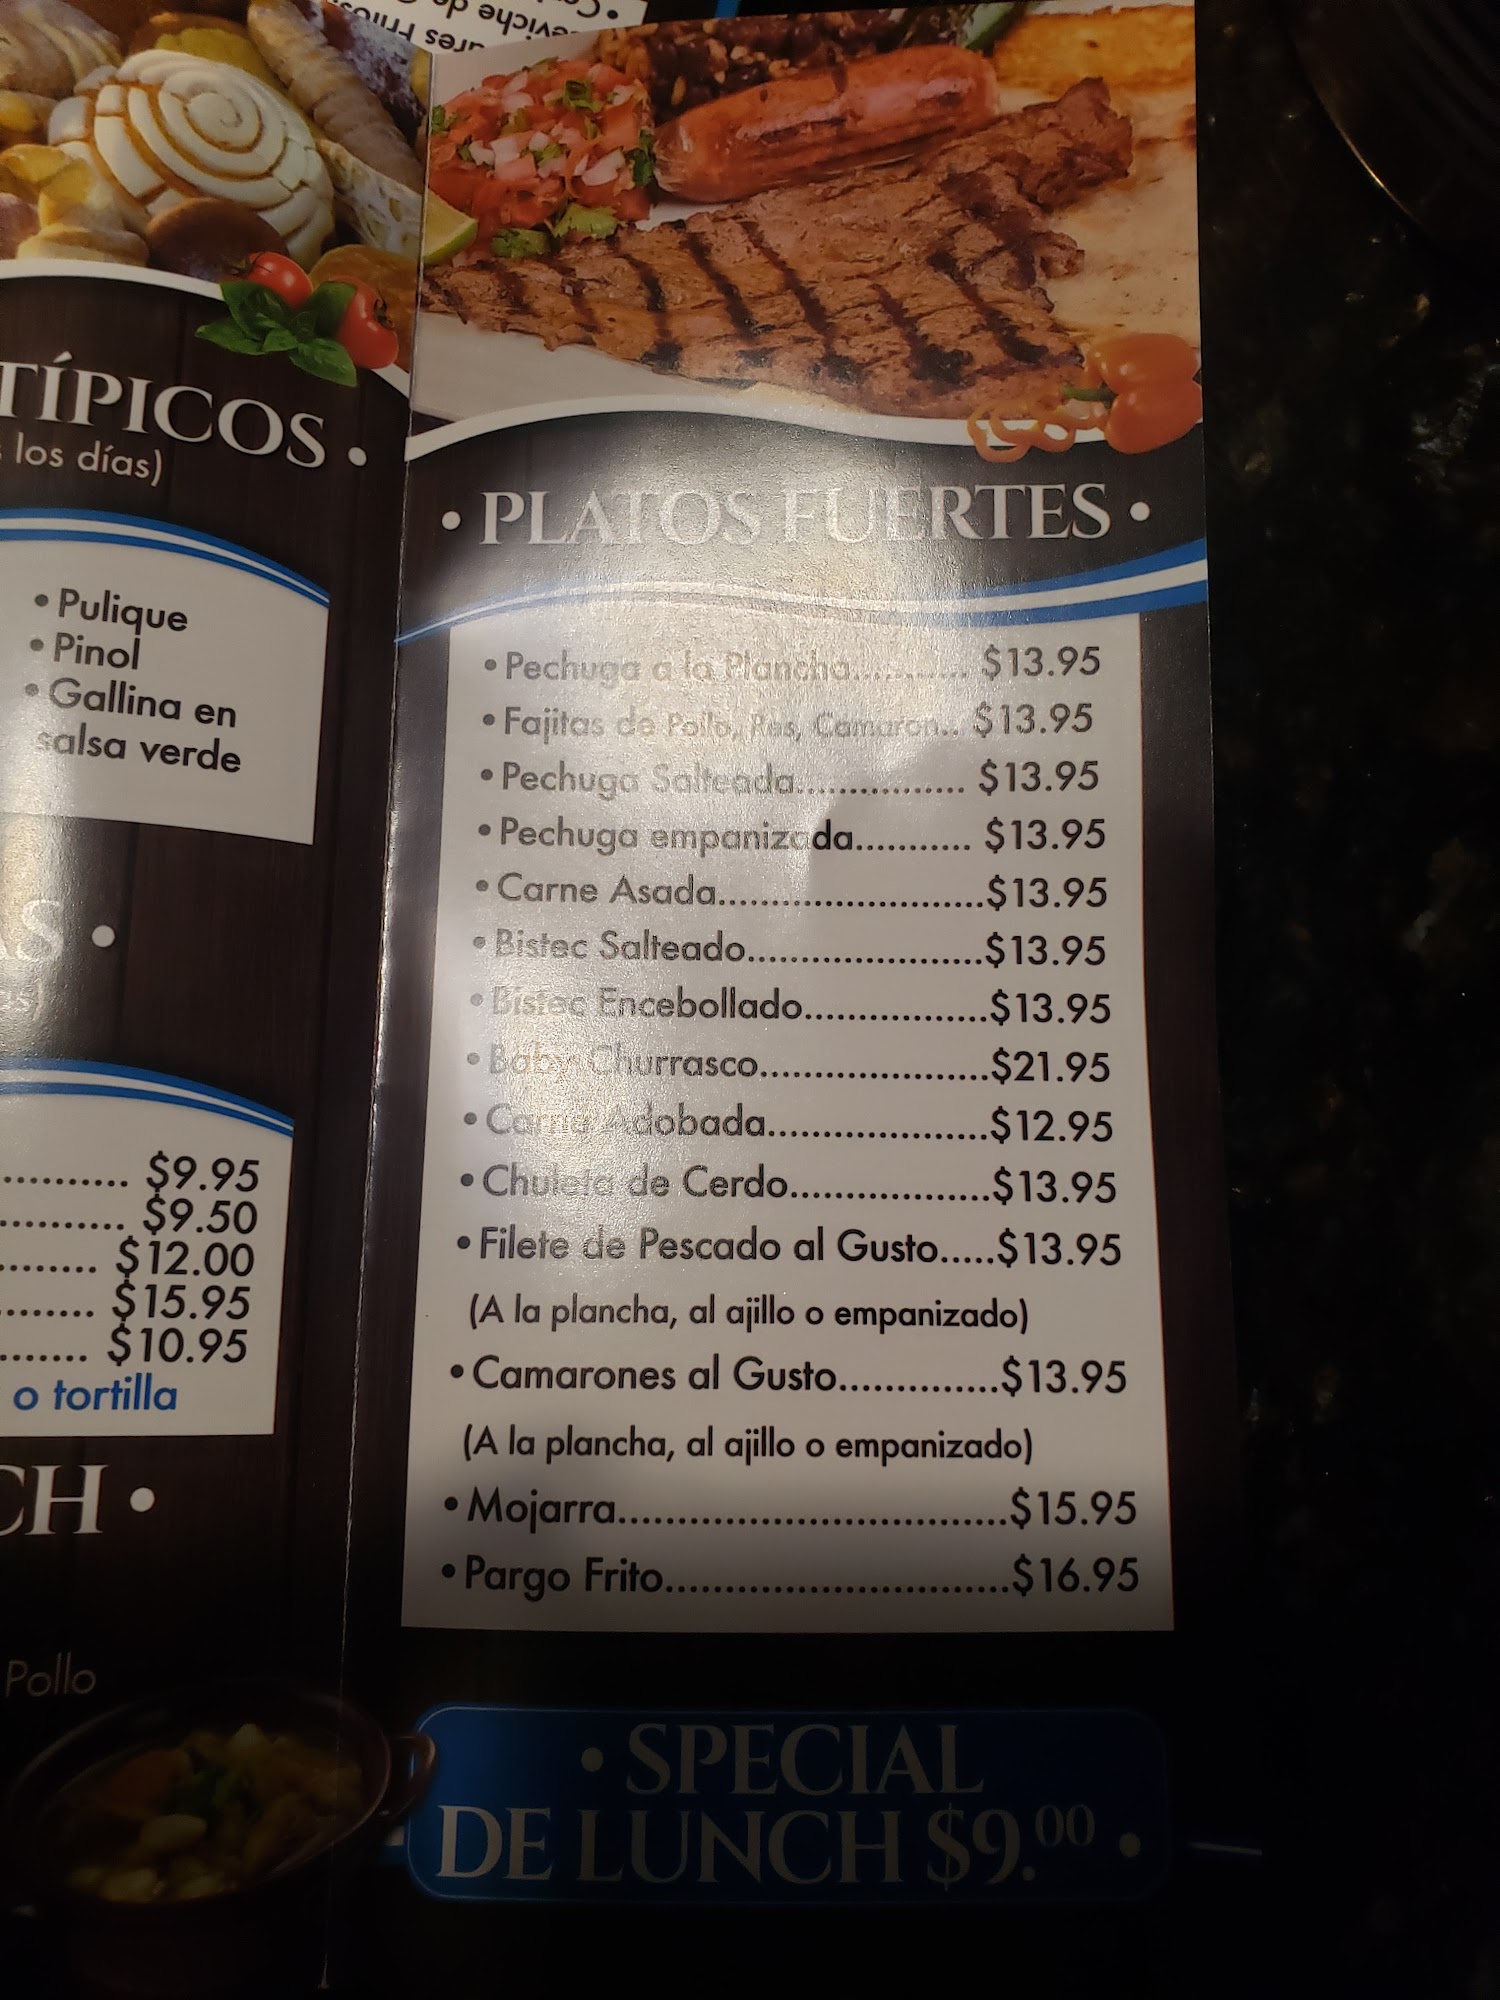 TÍPICOS •
los días)
• Pulique
• Pinol
• Gallina en
salsa verde
AS •
.......... $9.95
.......... $9.50
........ $12.00
....... $15.95
....... $10.95
o tortilla
CH •
Pollo
• PLATOS FUERTES •
• Pechuga a la Plancha.......... $13.95
• Fajitas de Pollo, Res, Camaron.. $13.95
• Pechuga Salteada................ $13.95
• Pechuga empanizada........... $13.95
• Carne Asada.........................$13.95
• Bistec Salteado......................$13.95
• Bistec Encebollado.................$13.95
• Baby Churrasco.....................$21.95
• Carne Adobada.....................$12.95
• Chuleta de Cerdo...................$13.95
• Filete de Pescado al Gusto.....$13.95
(A la plancha, al ajillo o empanizado)
• Camarones al Gusto...............$13.95
(A la plancha, al ajillo o empanizado)
• Mojarra.....................................$15.95
• Pargo Frito.................................$16.95
• SPECIAL
DE LUNCH $9.00 •